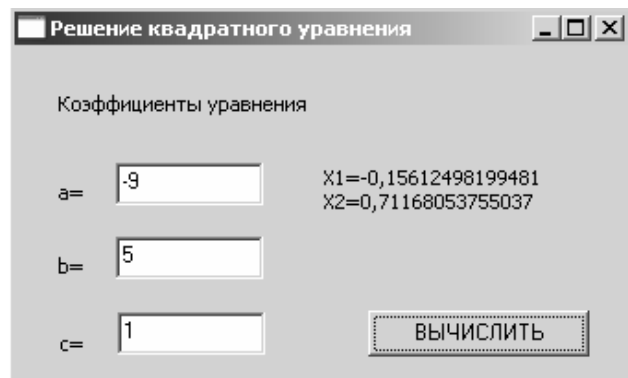 Решение квадратного уравнения
Коэффициенты уравнения
a= -9
X1=-0,15612498199481
X2=0,71168053755037
b= 5
c= 1
ВЫЧИСЛИТЬ